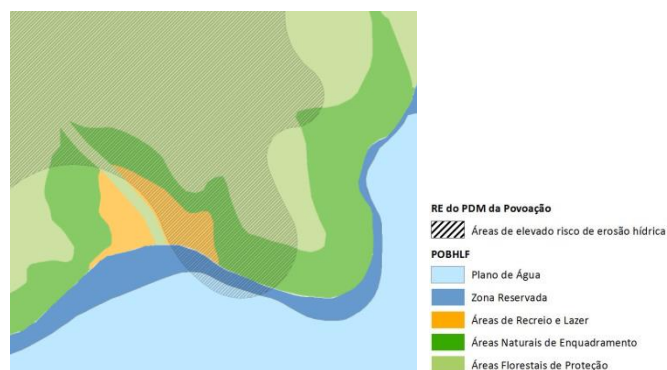 RE do PDM da Povoação
Áreas de elevado risco de erosão hídrica
POBHLF
Plano de Água
Zona Reservada
Áreas de Recreio e Lazer
Áreas Naturais de Enquadramento
Áreas Florestais de Proteção